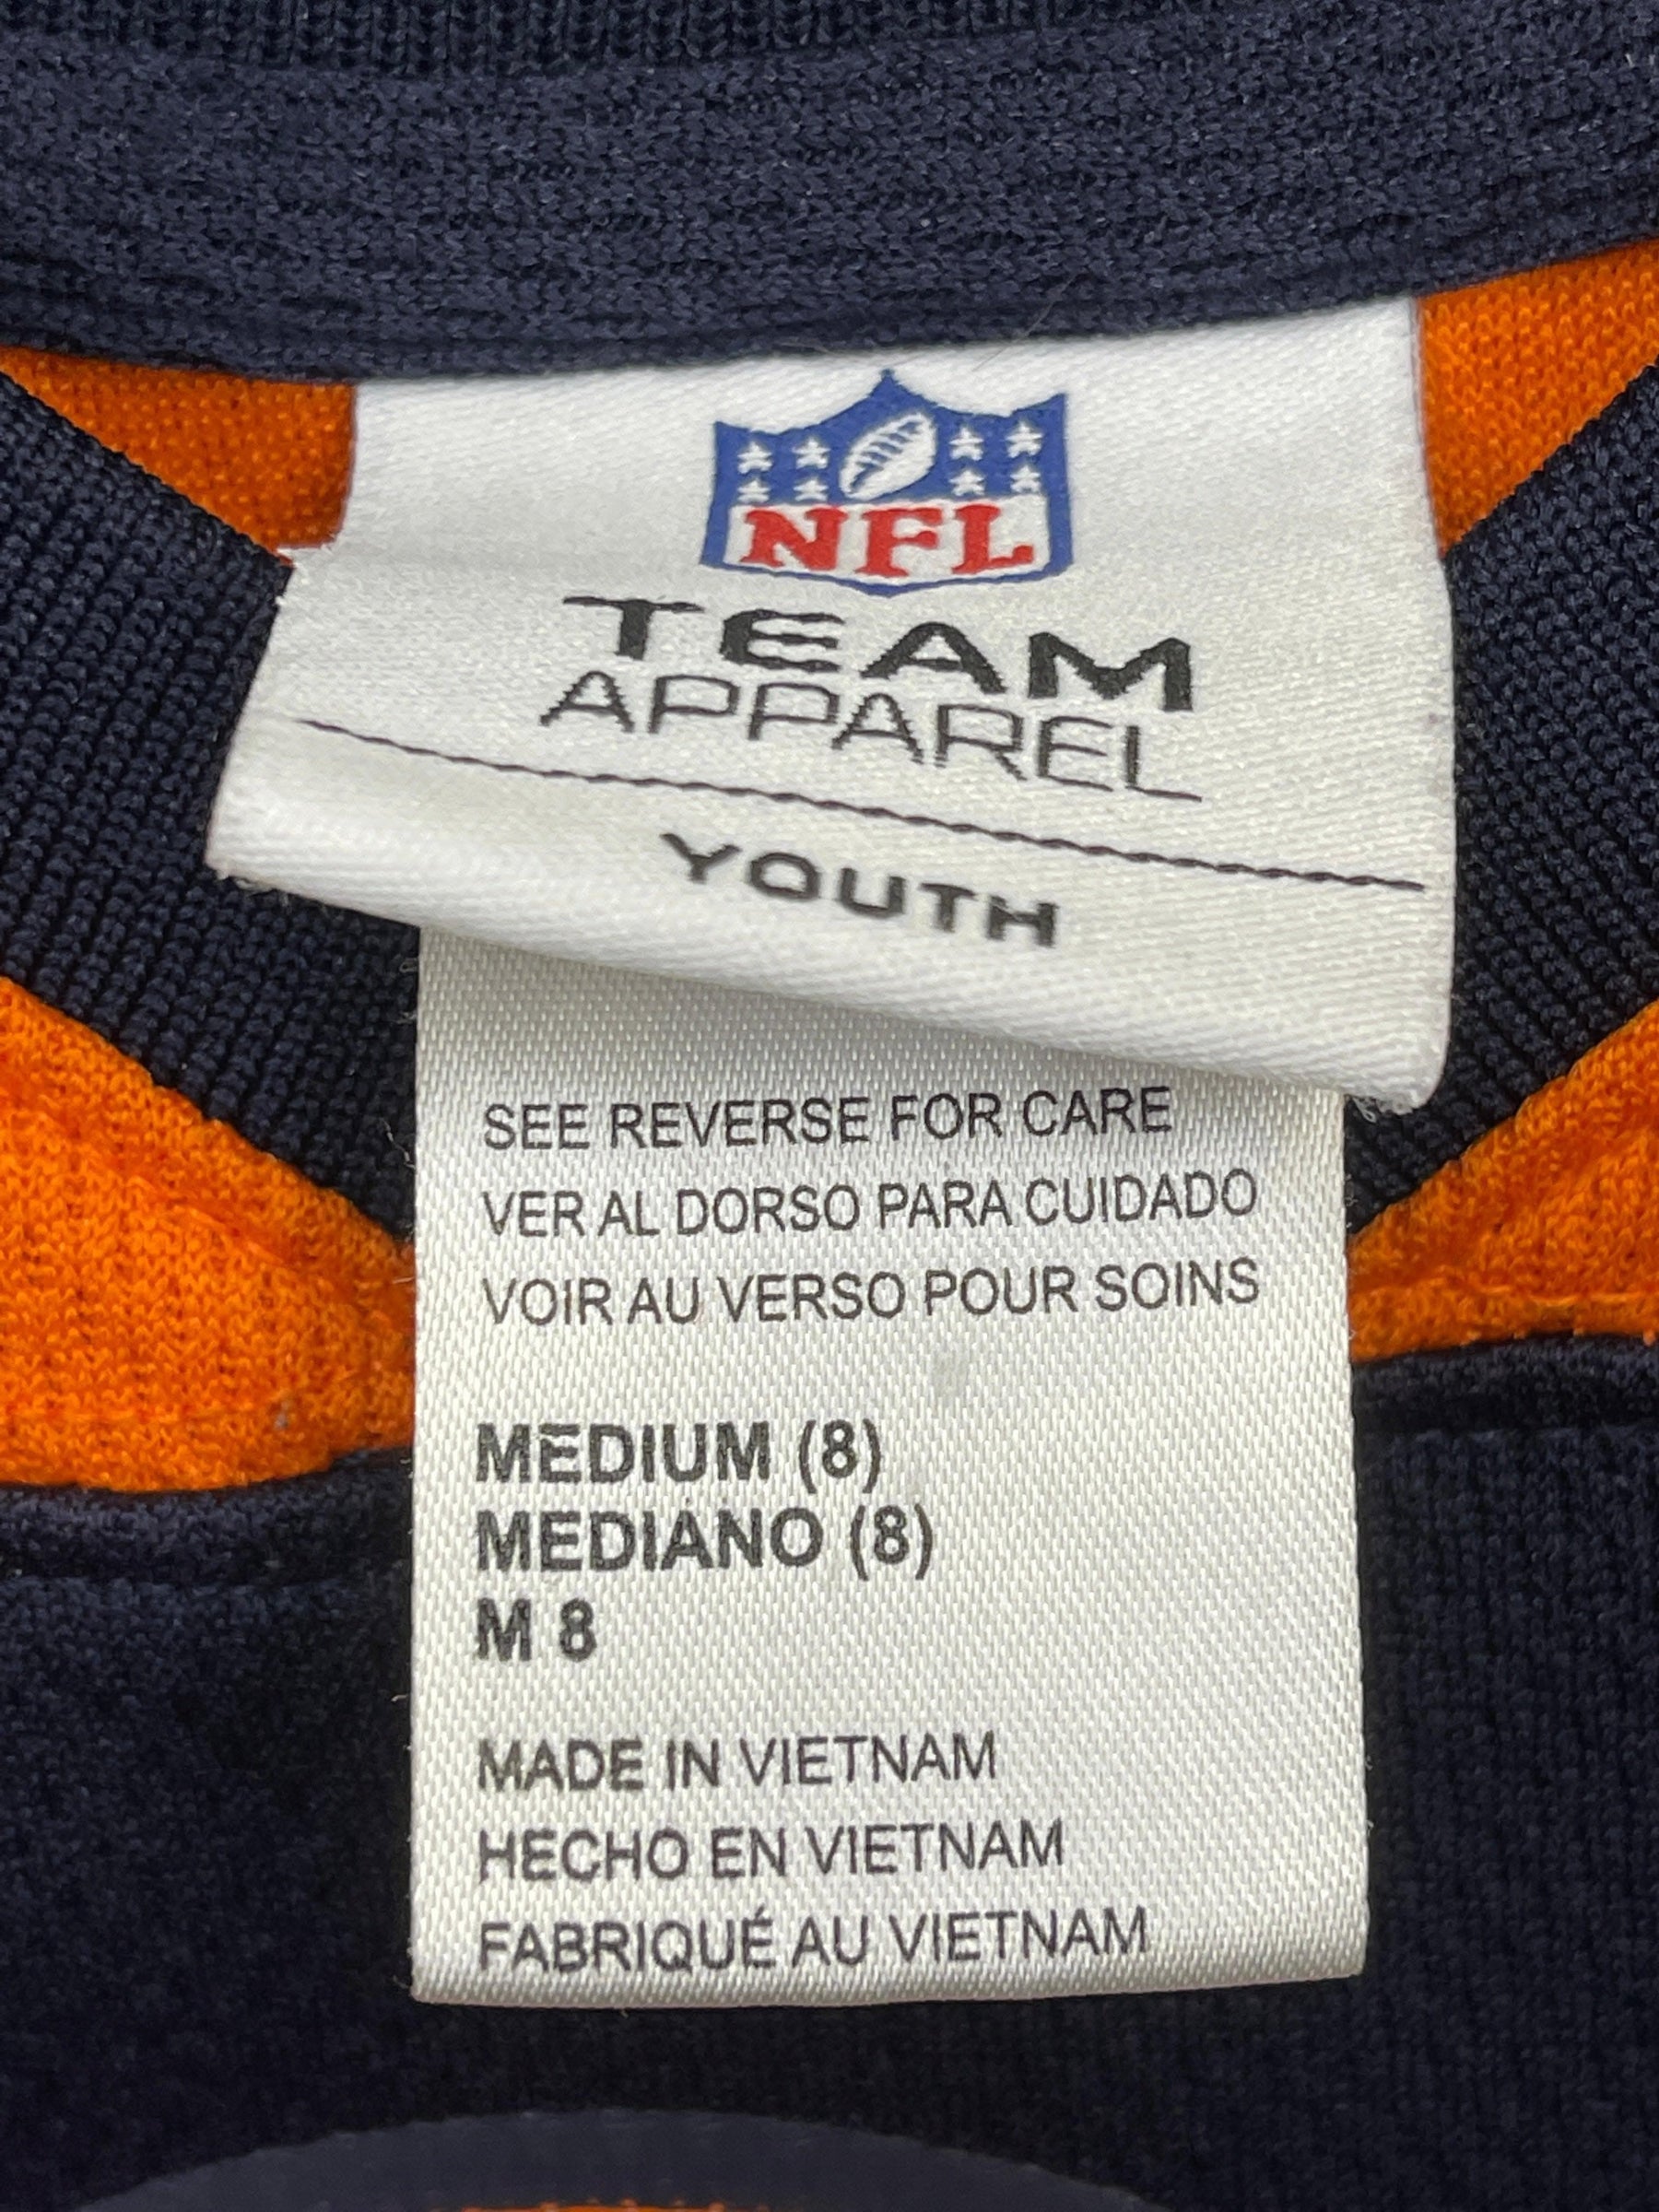 NFL
TEAM
APPAREL
YOUTH
SEE REVERSE FOR CARE
VER AL DORSO PARA CUIDADO
VOIR AU VERSO POUR SOINS
MEDIUM (8)
MEDIANO (8)
M 8
MADE IN VIETNAM
HECHO EN VIETNAM
FABRIQUÉ AU VIETNAM